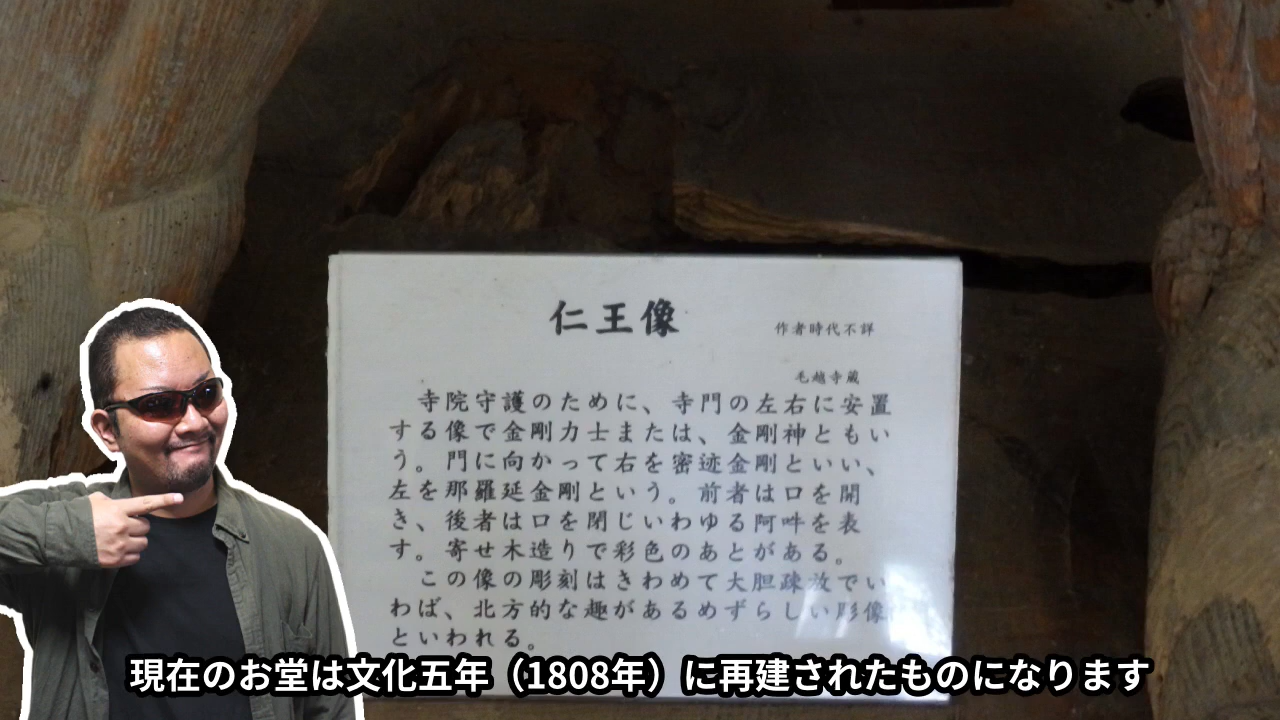 仁王像
作者時代不詳
毛越寺蔵
寺院守護のために、寺門の左右に安置
する像で金剛力士または、金剛神ともい
う。門に向かって右を密迹金剛といい、
左を那羅延金剛という。前者は口を開
き、後者は口を閉じいわゆる阿吽を表
す。寄せ木造りで彩色のあとがある。
この像の彫刻はきわめて大胆疎放でい
わば、北方的な趣があるめずらしい彫像
といわれる。
現在のお堂は文化五年（1808年）に再建されたものになります